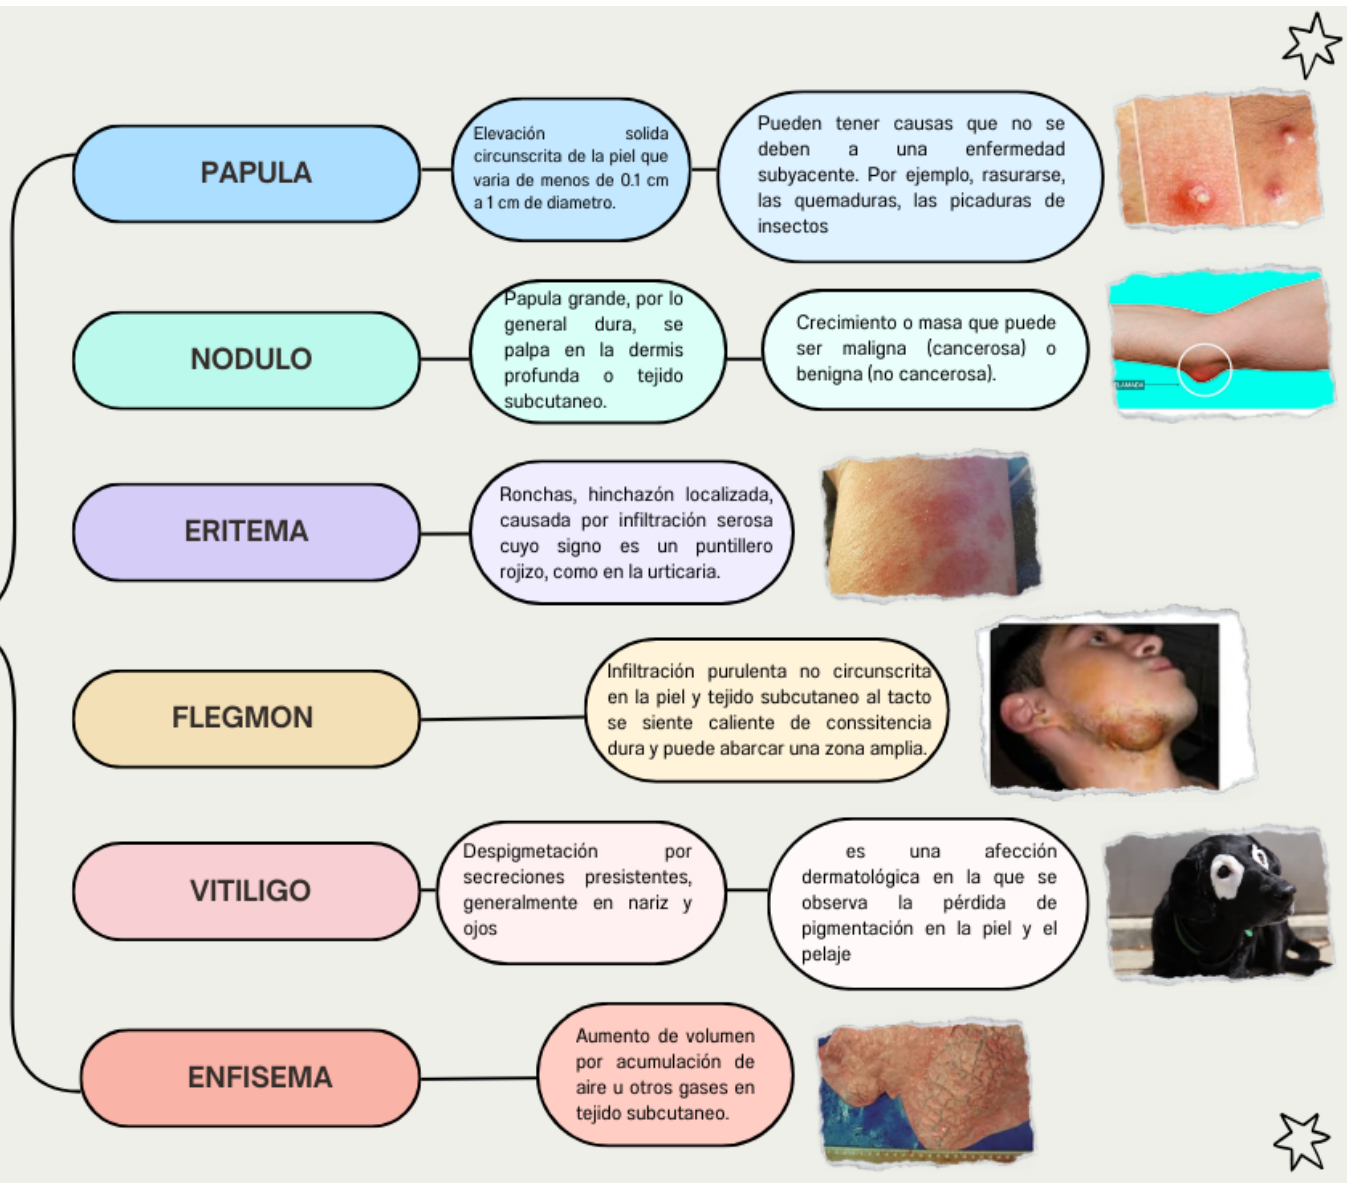 PAPULA
Elevación solida
circunscrita de la piel que
varia de menos de 0.1 cm
a 1 cm de diametro.
Pueden tener causas que no se
deben a una enfermedad
subyacente. Por ejemplo, rasurarse,
las quemaduras, las picaduras de
insectos
NODULO
Papula grande, por lo
general dura, se
palpa en la dermis
profunda o tejido
subcutaneo.
Crecimiento o masa que puede
ser maligna (cancerosa) o
benigna (no cancerosa).
ERITEMA
Ronchas, hinchazón localizada,
causada por infiltración serosa
cuyo signo es un puntillero
rojizo, como en la urticaria.
FLEGMON
Infiltración purulenta no circunscrita
en la piel y tejido subcutaneo al tacto
se siente caliente de conssitencia
dura y puede abarcar una zona amplia.
VITILIGO
Despigmetación por
secreciones presistentes,
generalmente en nariz y
ojos
es una afección
dermatológica en la que se
observa la pérdida de
pigmentación en la piel y el
pelaje
ENFISEMA
Aumento de volumen
por acumulación de
aire u otros gases en
tejido subcutaneo.